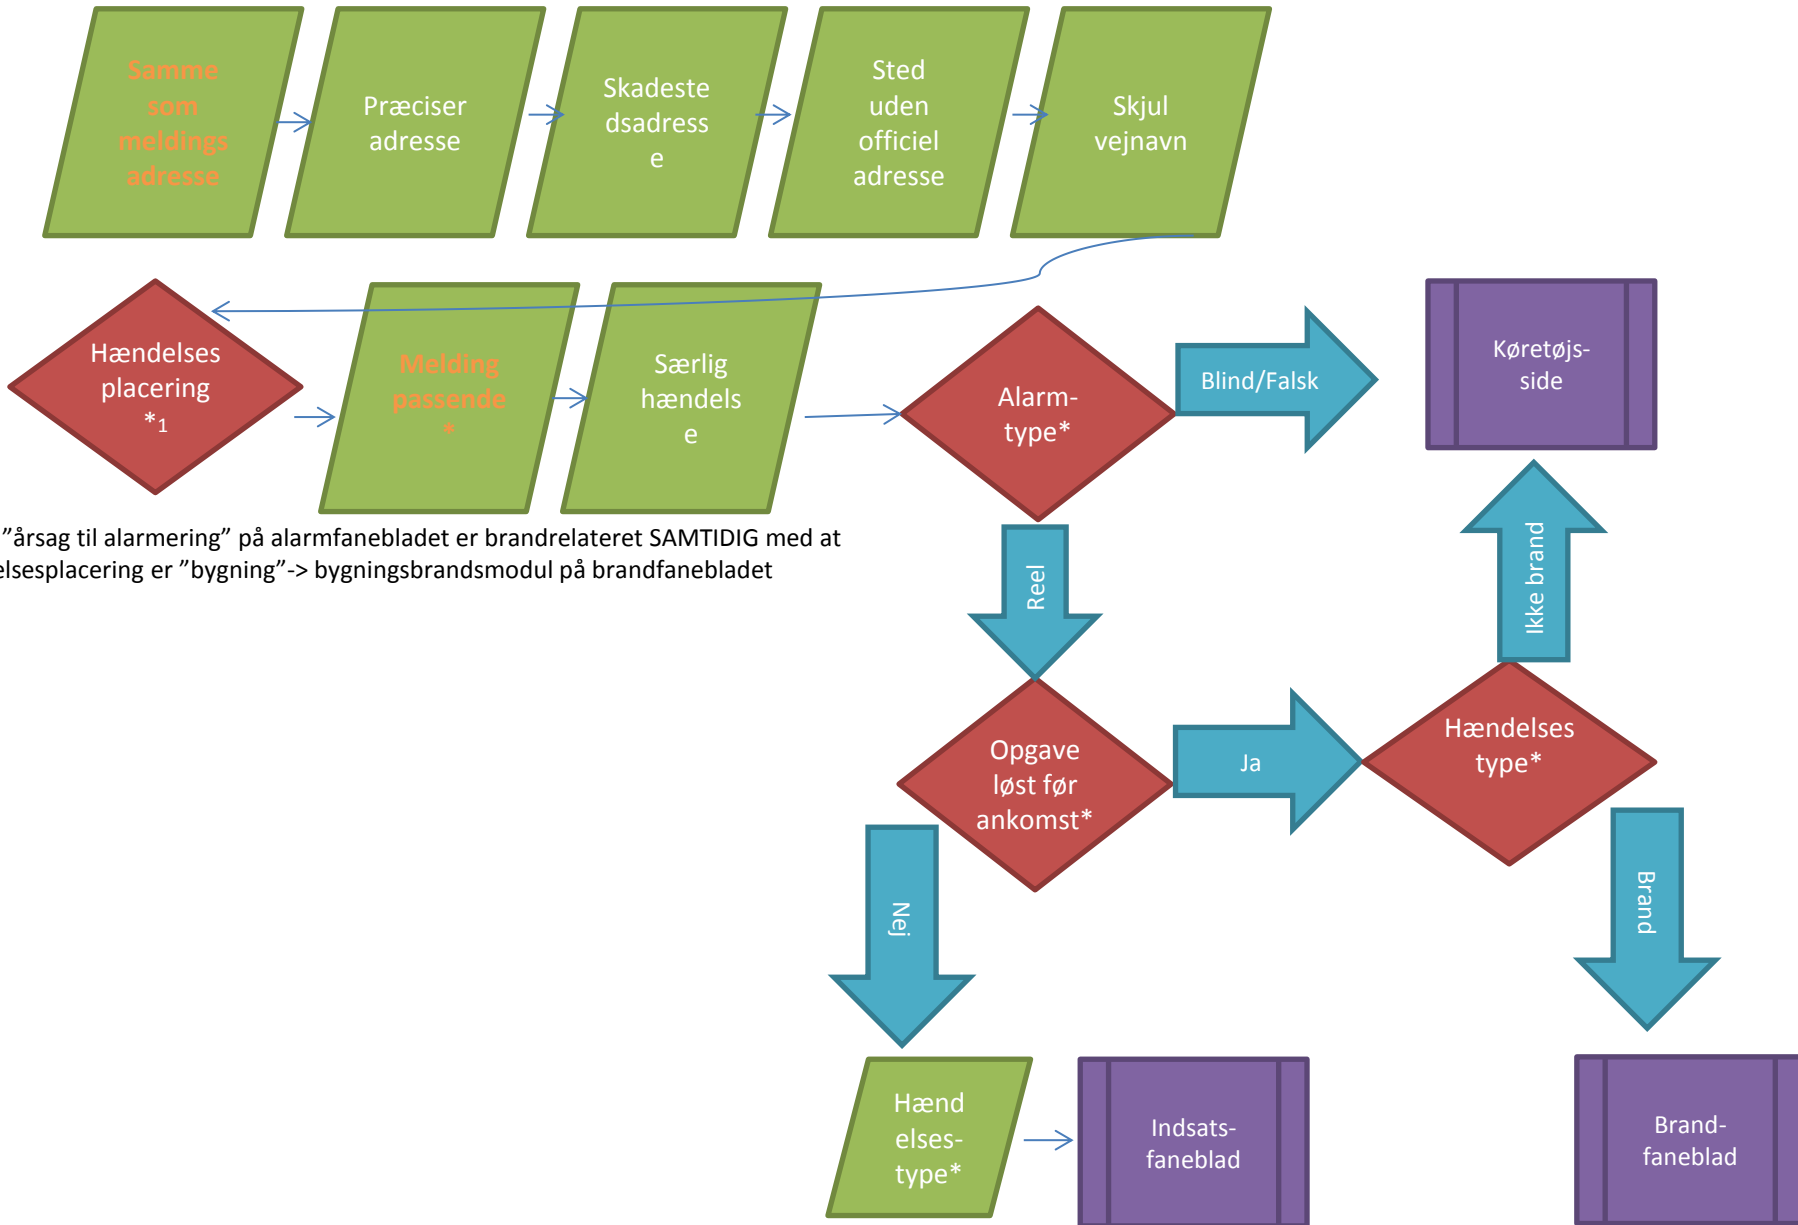 Samme
som
meldings
adresse
Præciser
adresse
Skadeste
dsadress
e
Sted
uden
officiel
adresse
Skjul
vejnavn
Hændelses
placering
*1
Melding
passende
*
Særlig
hændels
e
Alarm-
type*
Blind/Falsk
Køretøjs-
side
"årsag til alarmering" på alarmfanebladet er brandrelateret SAMTIDIG med at
elsesplacering er "bygning"-> bygningsbrandsmodul på brandfanebladet
Reel
Ikke brand
Opgave
løst før
ankomst*
Ja
Hændelses
type*
Nej
Brand
Hænd
elses-
type*
Indsats-
faneblad
Brand-
faneblad